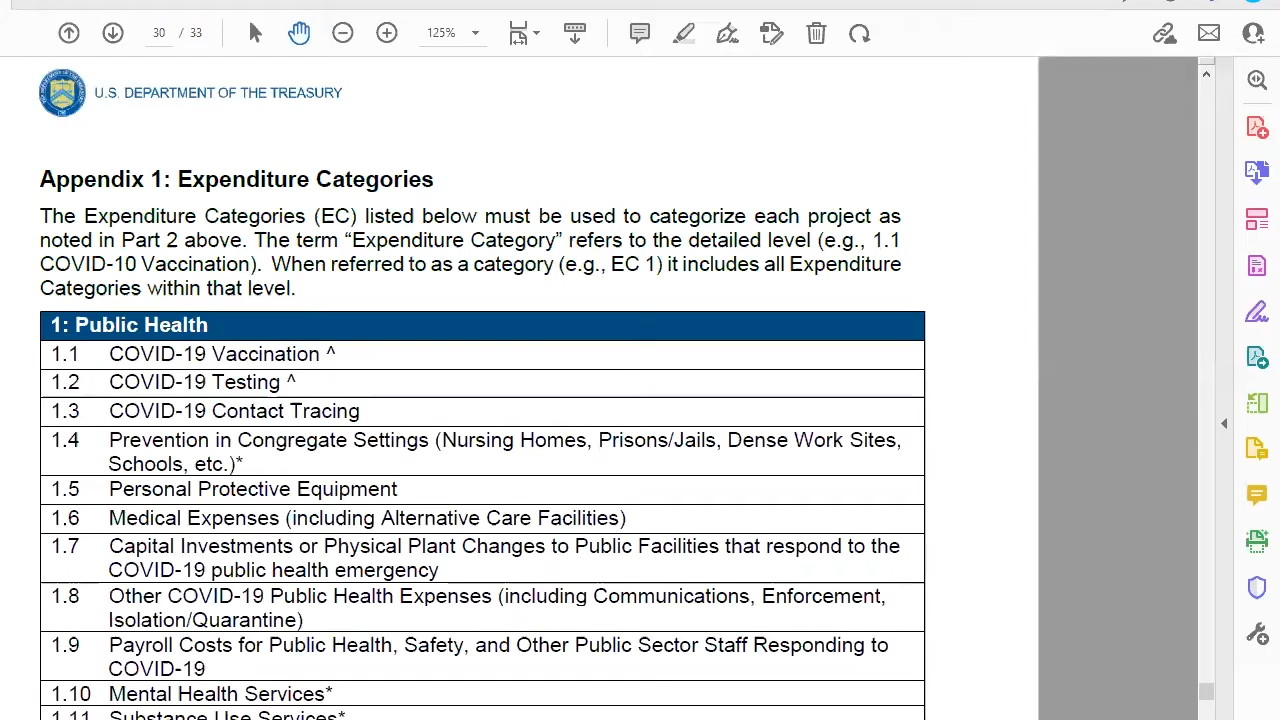 30 / 33
125%
U.S. DEPARTMENT OF THE TREASURY
Appendix 1: Expenditure Categories
The Expenditure Categories (EC) listed below must be used to categorize each project as
noted in Part 2 above. The term “Expenditure Category” refers to the detailed level (e.g., 1.1
COVID-10 Vaccination). When referred to as a category (e.g., EC 1) it includes all Expenditure
Categories within that level.
1: Public Health
1.1 COVID-19 Vaccination ^
1.2 COVID-19 Testing ^
1.3 COVID-19 Contact Tracing
1.4 Prevention in Congregate Settings (Nursing Homes, Prisons/Jails, Dense Work Sites,
Schools, etc.)*
1.5 Personal Protective Equipment
1.6 Medical Expenses (including Alternative Care Facilities)
1.7 Capital Investments or Physical Plant Changes to Public Facilities that respond to the
COVID-19 public health emergency
1.8 Other COVID-19 Public Health Expenses (including Communications, Enforcement,
Isolation/Quarantine)
1.9 Payroll Costs for Public Health, Safety, and Other Public Sector Staff Responding to
COVID-19
1.10 Mental Health Services*
1.11 Substance Use Services*